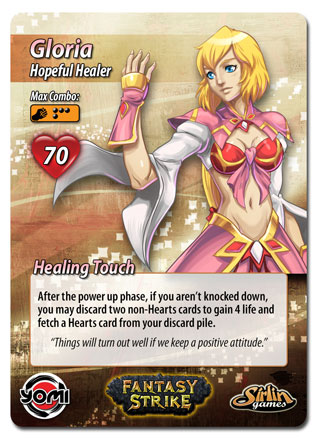 Gloria
Hopeful Healer
Max Combo:
70
Healing Touch
After the power up phase, if you aren't knocked down,
you may discard two non-Hearts cards to gain 4 life and
fetch a Hearts card from your discard pile.
"Things will turn out well if we keep a positive attitude."
YOMI
FANTASY
STRIKE
Sirlin
games